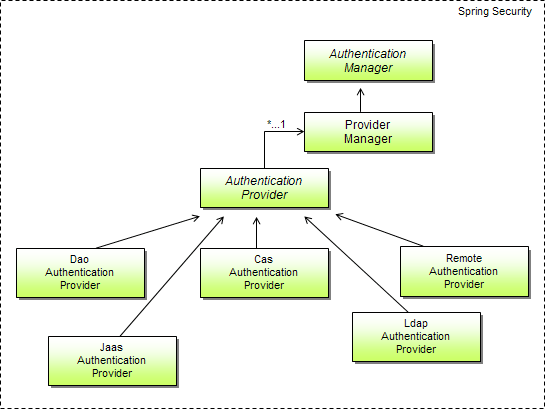 Spring Security
Authentication
Manager
*...1
Provider
Manager
Authentication
Provider
Dao
Authentication
Provider
Cas
Authentication
Provider
Remote
Authentication
Provider
Jaas
Authentication
Provider
Ldap
Authentication
Provider